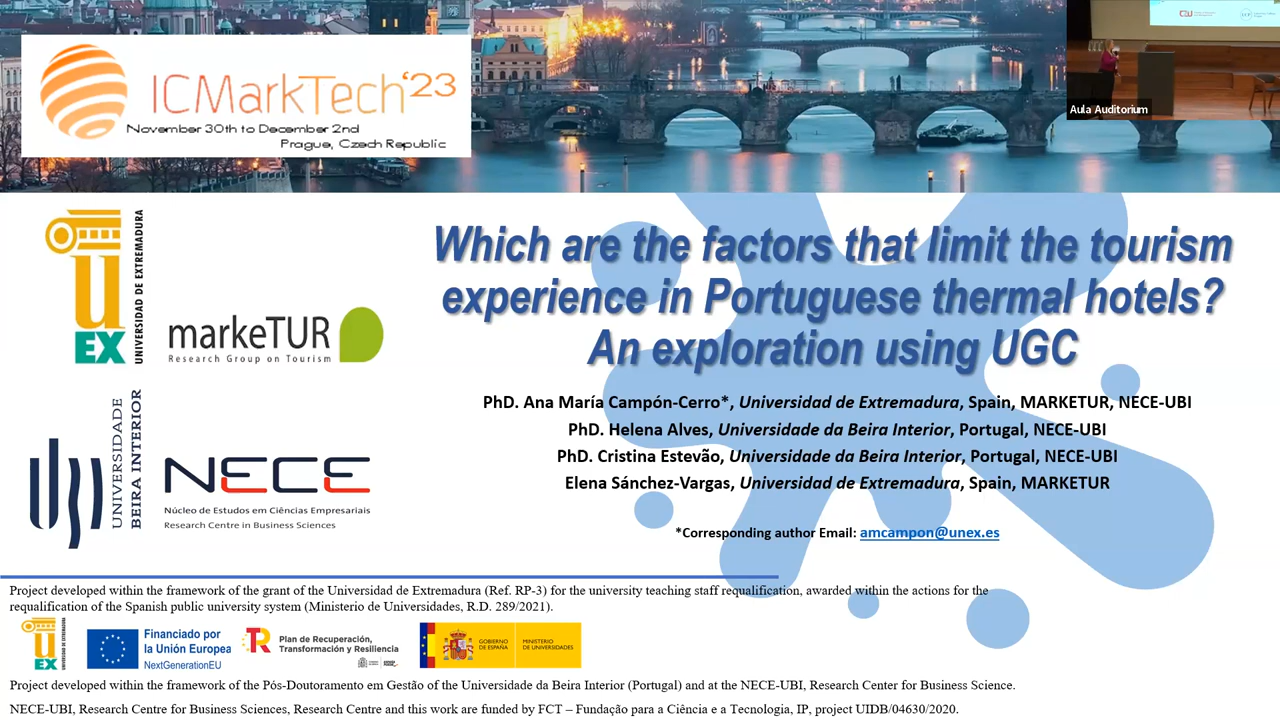 ICMarkTech‘23
November 30th to December 2nd
Prague, Czech Republic
Aula Auditorium
UEX
UNIVERSIDAD DE EXTREMADURA
markeTUR
Research Group on Tourism
UNIVERSIDADE
BEIRA INTERIOR
NECE
Núcleo de Estudos em Ciências Empresariais
Research Centre in Business Sciences
Which are the factors that limit the tourism
experience in Portuguese thermal hotels?
An exploration using UGC
PhD. Ana María Campón-Cerro*, Universidad de Extremadura, Spain, MARKETUR, NECE-UBI
PhD. Helena Alves, Universidade da Beira Interior, Portugal, NECE-UBI
PhD. Cristina Estevão, Universidade da Beira Interior, Portugal, NECE-UBI
Elena Sánchez-Vargas, Universidad de Extremadura, Spain, MARKETUR
*Corresponding author Email: amcampon@unex.es
Project developed within the framework of the grant of the Universidad de Extremadura (Ref. RP-3) for the university teaching staff requalification, awarded within the actions for the
requalification of the Spanish public university system (Ministerio de Universidades, R.D. 289/2021).
UEX
UNIVERSIDAD DE EXTREMADURA
Financiado por
la Unión Europea
NextGenerationEU
Plan de Recuperación,
Transformación y Resiliencia
GOBIERNO
DE ESPAÑA
MINISTERIO
DE UNIVERSIDADES
Project developed within the framework of the Pós-Doutoramento em Gestão of the Universidade da Beira Interior (Portugal) and at the NECE-UBI, Research Center for Business Science.
NECE-UBI, Research Centre for Business Sciences, Research Centre and this work are funded by FCT – Fundação para a Ciência e a Tecnologia, IP, project UIDB/04630/2020.